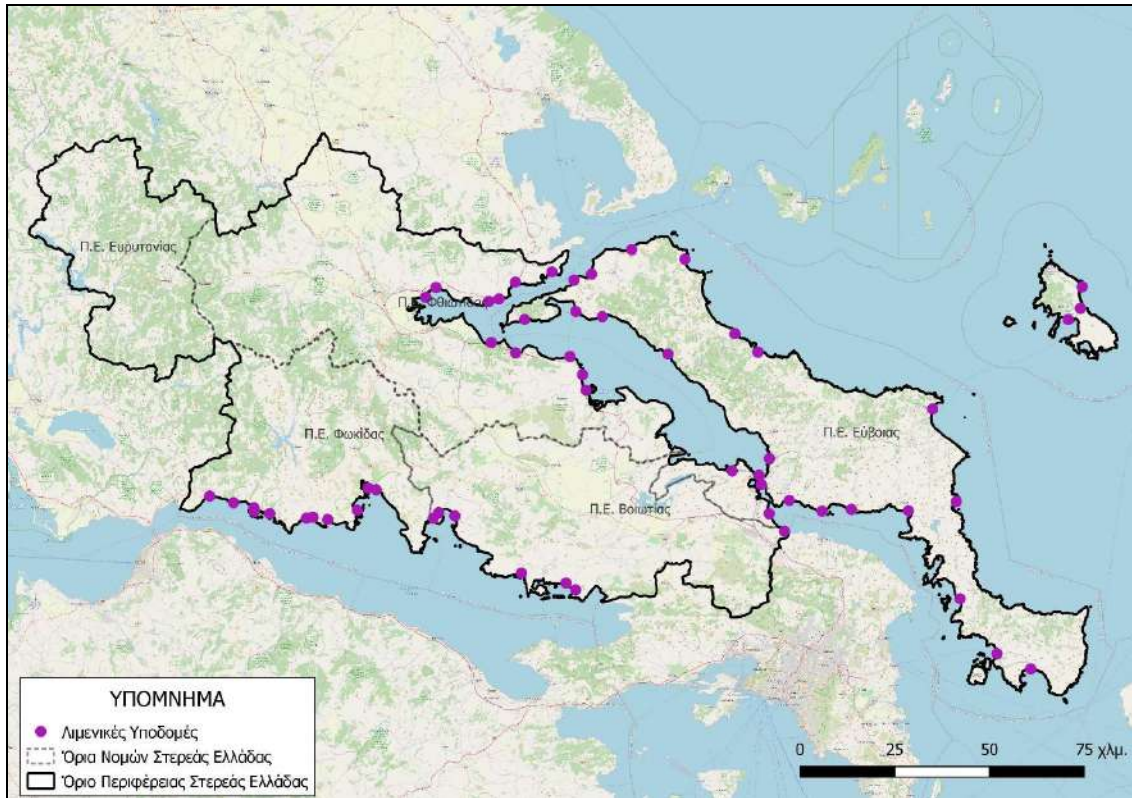 Π.Ε. Ευρυτανίας
Π.Ε. Φθιώτιδας
Π.Ε. Φωκίδας
Π.Ε. Εύβοιας
Π.Ε. Βοιωτίας
ΥΠΟΜΝΗΜΑ
Λιμενικές Υποδομές
Όρια Νομών Στερεάς Ελλάδας
Όριο Περιφέρειας Στερεάς Ελλάδας
0 25 50 75 χλμ.